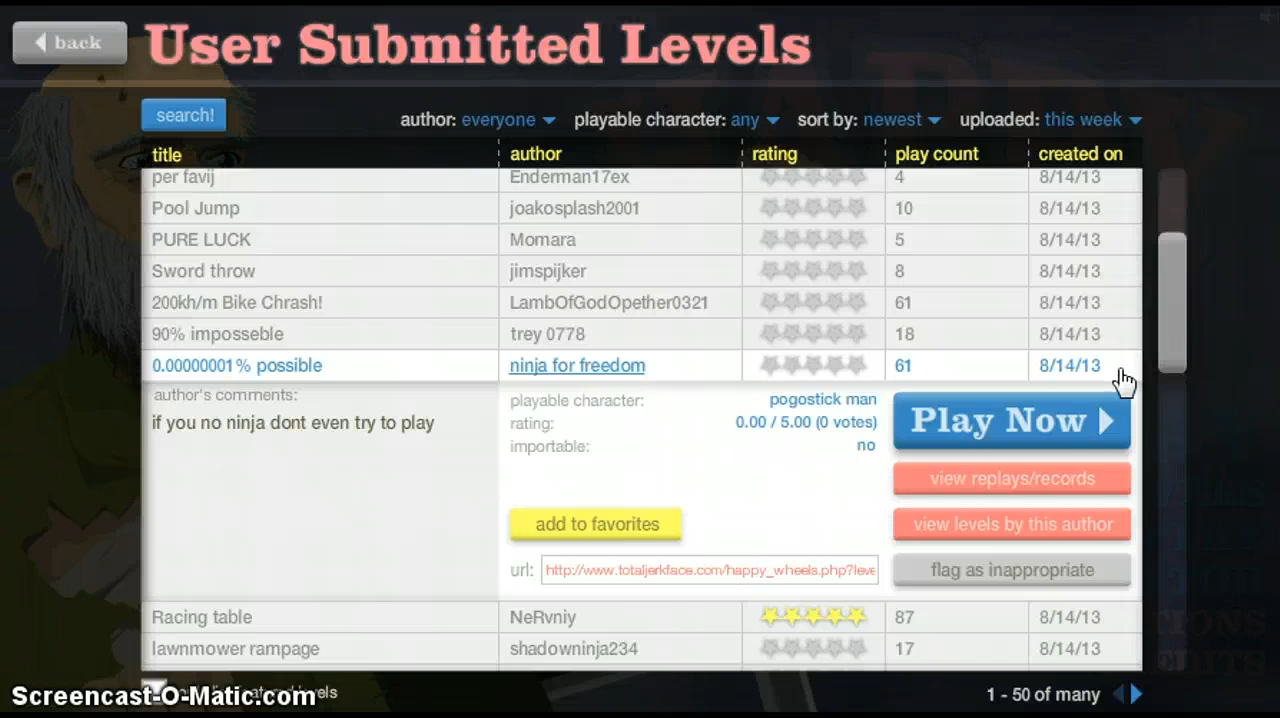 back
User Submitted Levels
search!
author: everyone playable character: any sort by: newest uploaded: this week
title author rating play count created on
per favij Enderman17ex 4 8/14/13
Pool Jump joakosplash2001 10 8/14/13
PURE LUCK Momara 5 8/14/13
Sword throw jimspijker 8 8/14/13
200kh/m Bike Chrash! LambOfGodOpether0321 61 8/14/13
90% imposseble trey 0778 18 8/14/13
0.00000001% possible ninja for freedom 61 8/14/13
author's comments:
if you no ninja dont even try to play
playable character: pogostick man
rating: 0.00 / 5.00 (0 votes)
importable: no
Play Now
view replays/records
add to favorites
view levels by this author
url: http://www.totaljerkface.com/happy_wheels.php?leve
flag as inappropriate
Racing table NeRvniy 87 8/14/13
lawnmower rampage shadowninja234 17 8/14/13
Screencast-O-Matic.com levels
1 - 50 of many